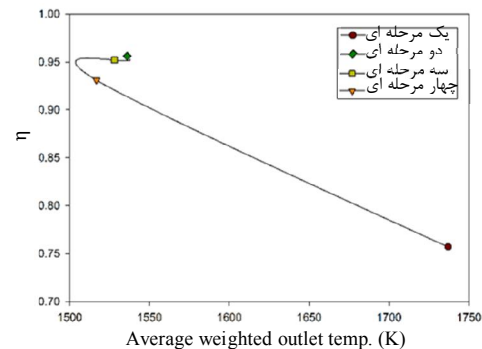 1.00
یک مرحله ای
دو مرحله ای
سه مرحله ای
چهار مرحله ای
0.95
0.90
η
0.85
0.80
0.75
0.70
1500
1550
1600
1650
1700
1750
Average weighted outlet temp. (K)